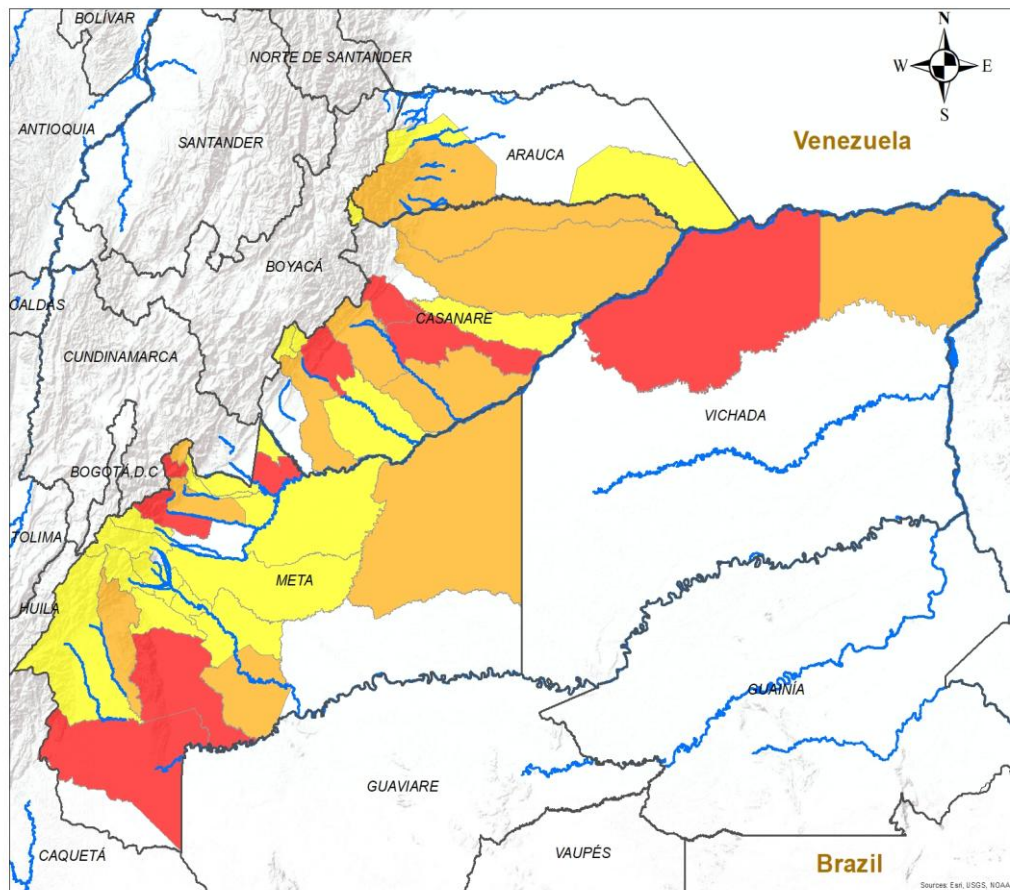 BOLÍVAR
NORTE DE SANTANDER
N
W
E
S
ANTIOQUIA
SANTANDER
ARAUCA
Venezuela
BOYACÁ
CALDAS
CASANARE
CUNDINAMARCA
VICHADA
BOGOTÁ D.C
TOLIMA
META
HUILA
GUAINÍA
GUAVIARE
CAQUETÁ
VAUPÉS
Brazil
Sources: Esri, USGS, NOAA